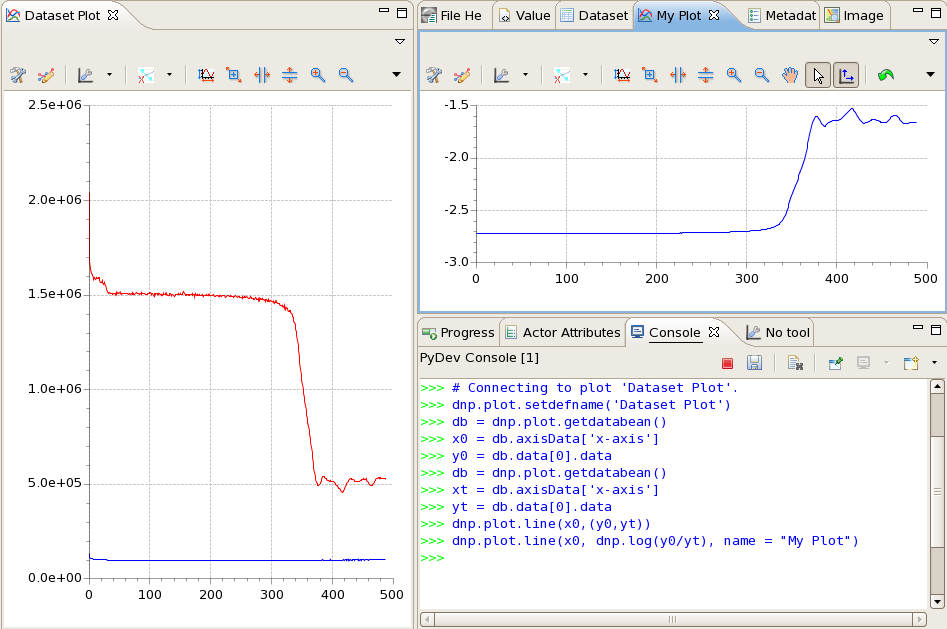 Dataset Plot
2.5e+06
2.0e+06
1.5e+06
1.0e+06
5.0e+05
0.0e+00
0 100 200 300 400 500
File He Value Dataset My Plot Metadat Image
-1.5
-2.0
-2.5
-3.0
0 100 200 300 400 500
Progress Actor Attributes Console No tool
PyDev Console [1]
>>> # Connecting to plot 'Dataset Plot'.
>>> dnp.plot.setdefname('Dataset Plot')
>>> db = dnp.plot.getdatabean()
>>> x0 = db.axisData['x-axis']
>>> y0 = db.data[0].data
>>> db = dnp.plot.getdatabean()
>>> xt = db.axisData['x-axis']
>>> yt = db.data[0].data
>>> dnp.plot.line(x0,(y0,yt))
>>> dnp.plot.line(x0, dnp.log(y0/yt), name = "My Plot")
>>>